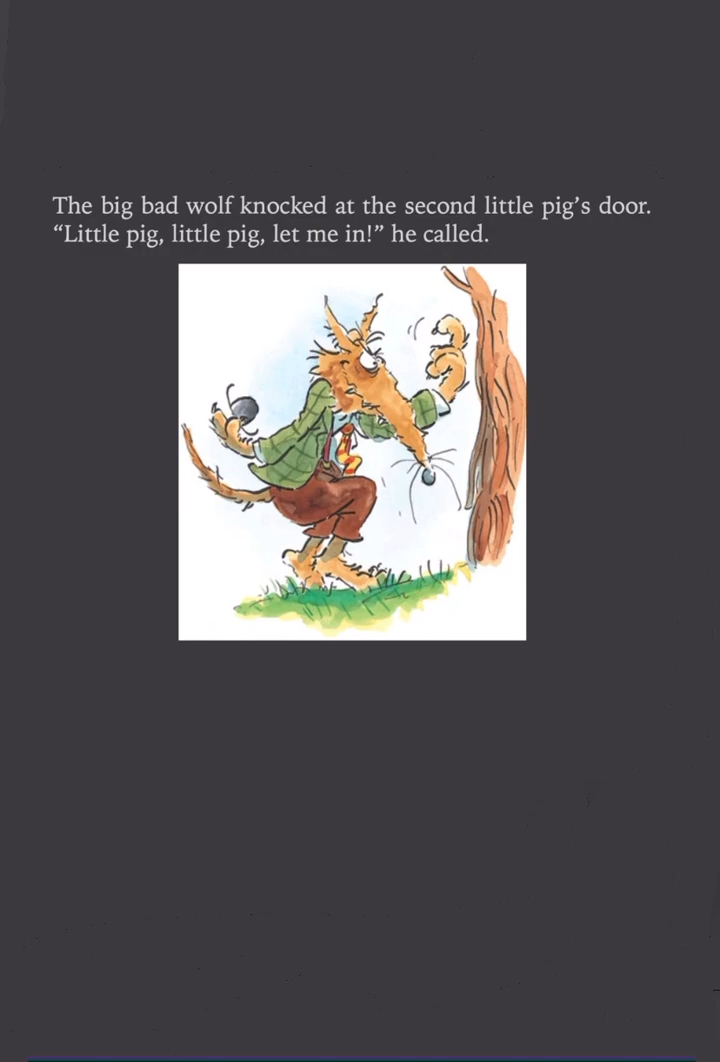 The big bad wolf knocked at the second little pig’s door.
“Little pig, little pig, let me in!” he called.